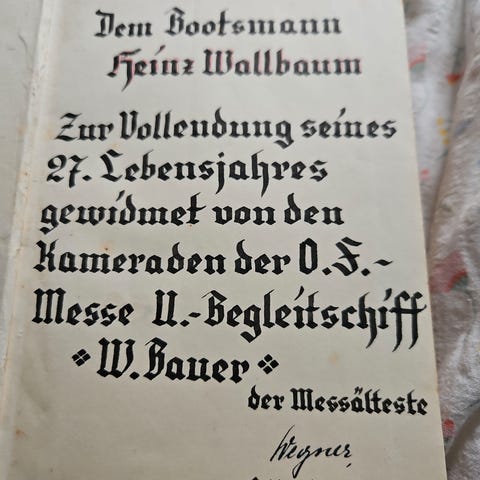 Dem Bootsmann
Heinz Wallbaum
Zur Vollendung seines
27. Lebensjahres
gewidmet von den
Kameraden der O.F.-
Messe U.-Begleitschiff
W. Bauer
der Messälteste
Wegner